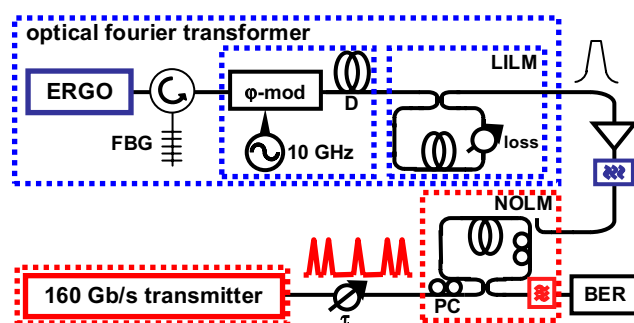 optical fourier transformer
LILM
ERGO
φ-mod
D
FBG
10 GHz
loss
NOLM
160 Gb/s transmitter
τ
PC
BER